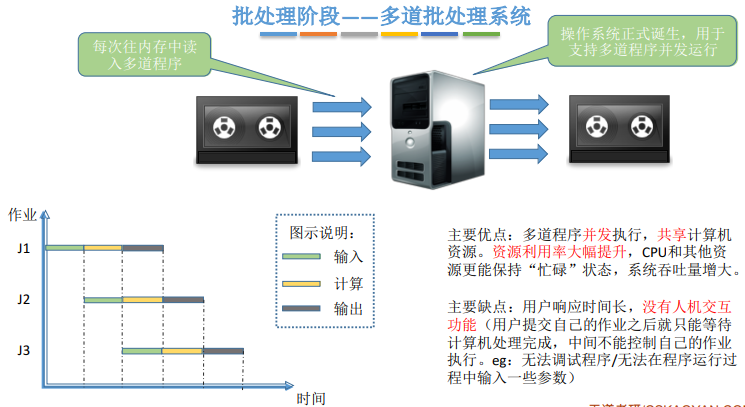 批处理阶段——多道批处理系统
每次往内存中读
入多道程序
操作系统正式诞生，用于
支持多道程序并发运行
作业
J1
J2
J3
时间
图示说明：
输入
计算
输出
主要优点：多道程序并发执行，共享计算机
资源。资源利用率大幅提升，CPU和其他资
源更能保持“忙碌”状态，系统吞吐量增大。
主要缺点：用户响应时间长，没有人机交互
功能（用户提交自己的作业之后就只能等待
计算机处理完成，中间不能控制自己的作业
执行。eg：无法调试程序/无法在程序运行过
程中输入一些参数）